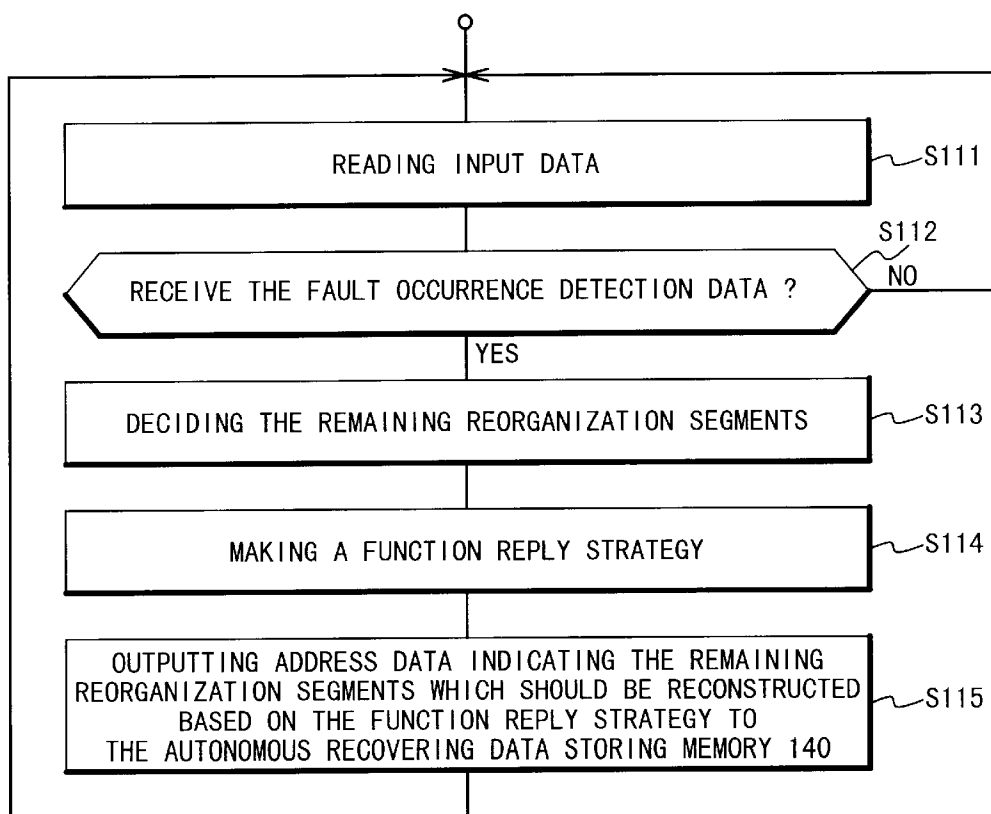 READING INPUT DATA
S111
S112
RECEIVE THE FAULT OCCURRENCE DETECTION DATA ?
NO
YES
DECIDING THE REMAINING REORGANIZATION SEGMENTS
S113
MAKING A FUNCTION REPLY STRATEGY
S114
OUTPUTTING ADDRESS DATA INDICATING THE REMAINING
REORGANIZATION SEGMENTS WHICH SHOULD BE RECONSTRUCTED
BASED ON THE FUNCTION REPLY STRATEGY TO
THE AUTONOMOUS RECOVERING DATA STORING MEMORY 140
S115